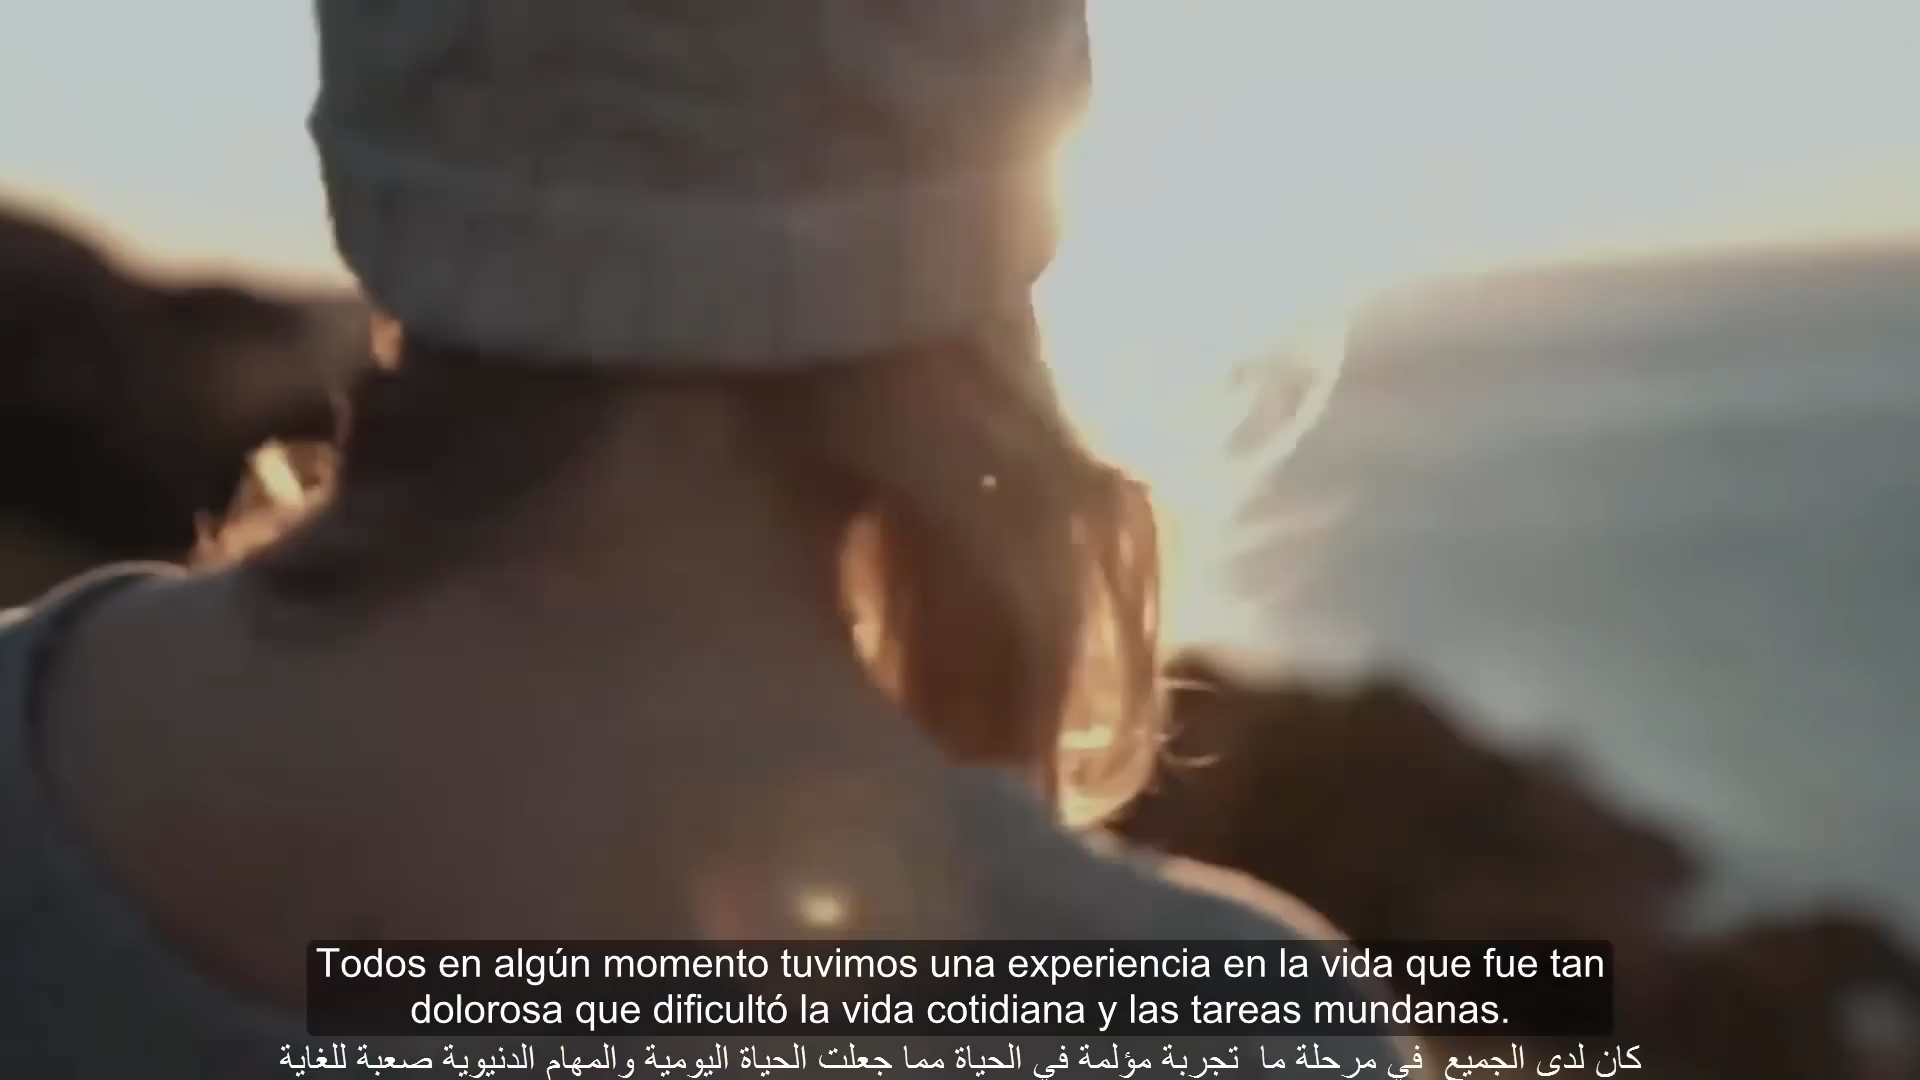 Todos en algún momento tuvimos una experiencia en la vida que fue tan
dolorosa que dificultó la vida cotidiana y las tareas mundanas.
كان لدى الجميع  في مرحلة ما  تجربة مؤلمة في الحياة مما جعلت الحياة اليومية والمهام الدنيوية صعبة للغاية